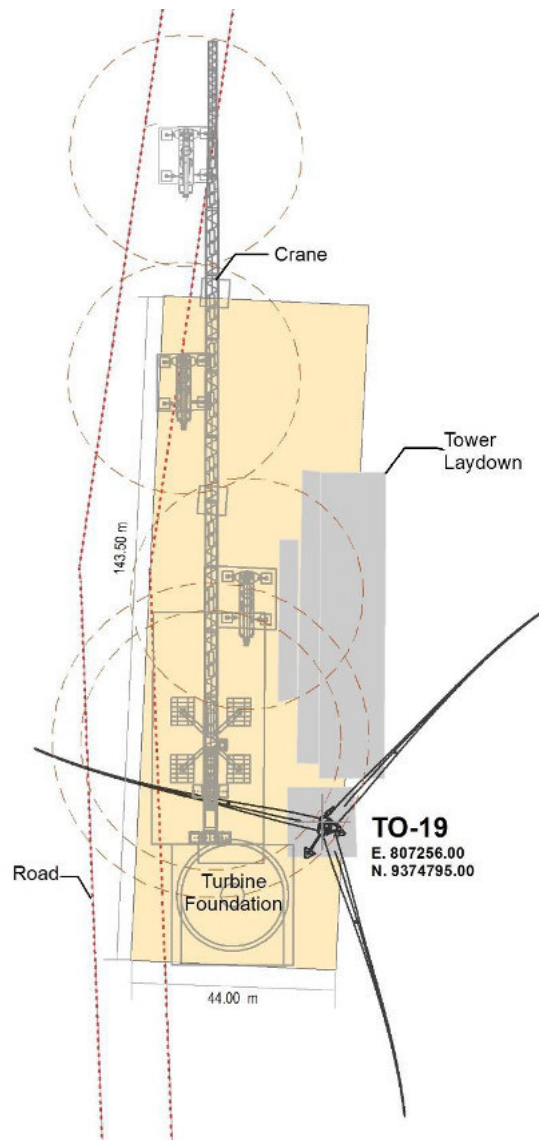 Crane
Tower
Laydown
143.50 m
TO-19
E. 807256.00
N. 9374795.00
Road
Turbine
Foundation
44.00 m